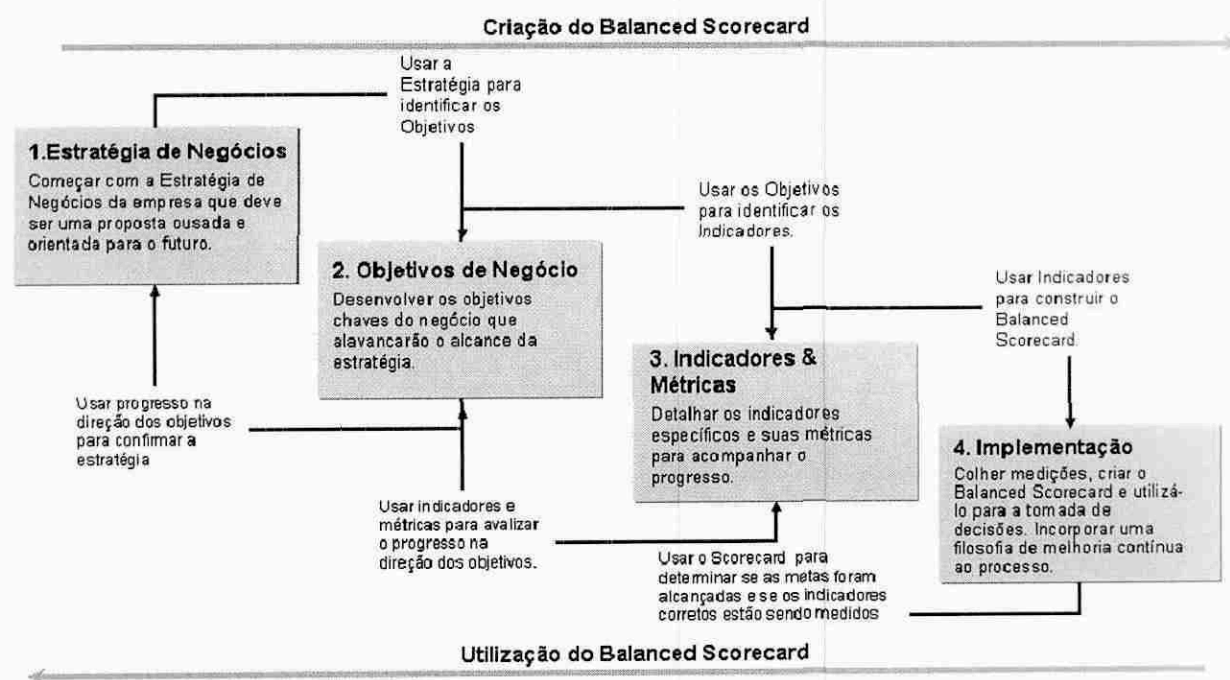 Criação do Balanced Scorecard
Usar a
Estratégia para
identificar os
Objetivos
1.Estratégia de Negócios
Começar com a Estratégia de
Negócios da empresa que deve
ser uma proposta ousada e
orientada para o futuro.
Usar os Objetivos
para identificar os
Indicadores.
2. Objetivos de Negócio
Desenvolver os objetivos
chaves do negócio que
alavancarão o alcance da
estratégia.
Usar Indicadores
para construir o
Balanced
Scorecard.
3. Indicadores &
Métricas
Detalhar os indicadores
específicos e suas métricas
para acompanhar o
progresso.
4. Implementação
Colher medições, criar o
Balanced Scorecard e utilizá-
lo para a tomada de
decisões. Incorporar uma
filosofia de melhoria contínua
ao processo.
Usar progresso na
direção dos objetivos
para confirmar a
estratégia
Usar indicadores e
métricas para avalizar
o progresso na
direção dos objetivos.
Usar o Scorecard para
determinar se as metas foram
alcançadas e se os indicadores
corretos estão sendo medidos
Utilização do Balanced Scorecard